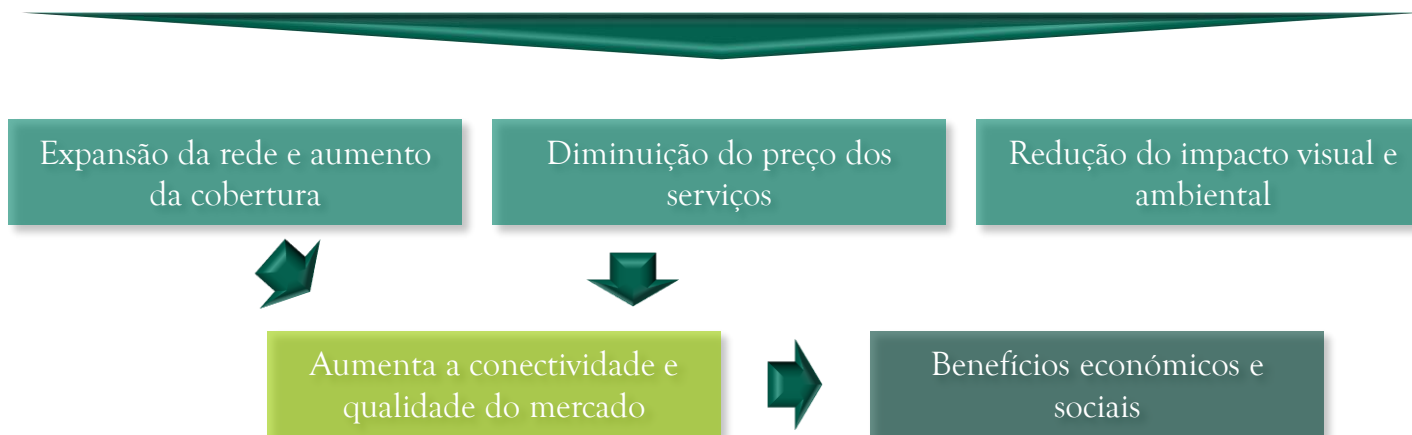 Expansão da rede e aumento
da cobertura
Diminuição do preço dos
serviços
Redução do impacto visual e
ambiental
Aumenta a conectividade e
qualidade do mercado
Benefícios económicos e
sociais